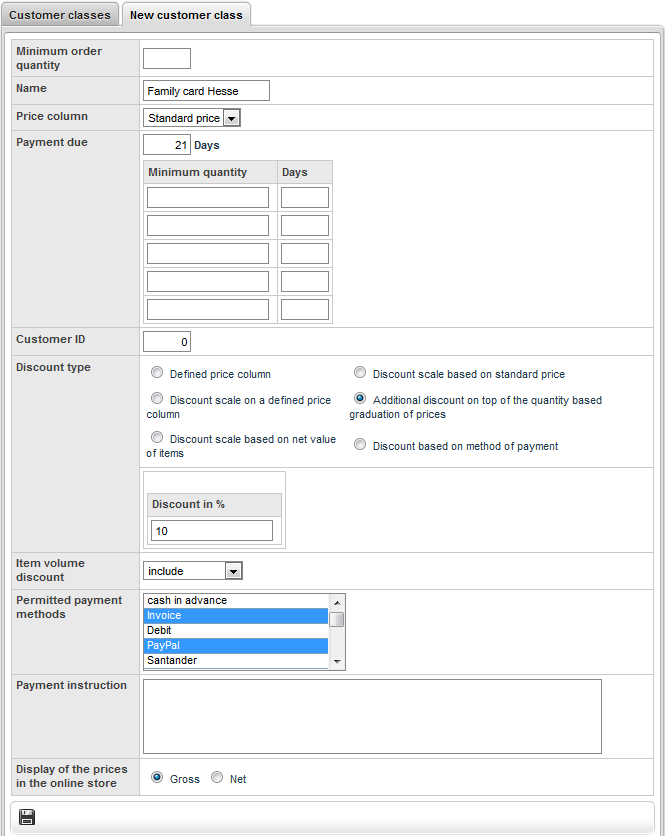 Customer classes
New customer class
Minimum order
quantity
Name
Family card Hesse
Price column
Standard price
Payment due
21 Days
Minimum quantity
Days
Customer ID
0
Discount type
Defined price column
Discount scale based on standard price
Discount scale on a defined price
column
Additional discount on top of the quantity based
graduation of prices
Discount scale based on net value
of items
Discount based on method of payment
Discount in %
10
Item volume
discount
include
Permitted payment
methods
cash in advance
Invoice
Debit
PayPal
Santander
Payment instruction
Display of the prices
in the online store
Gross
Net